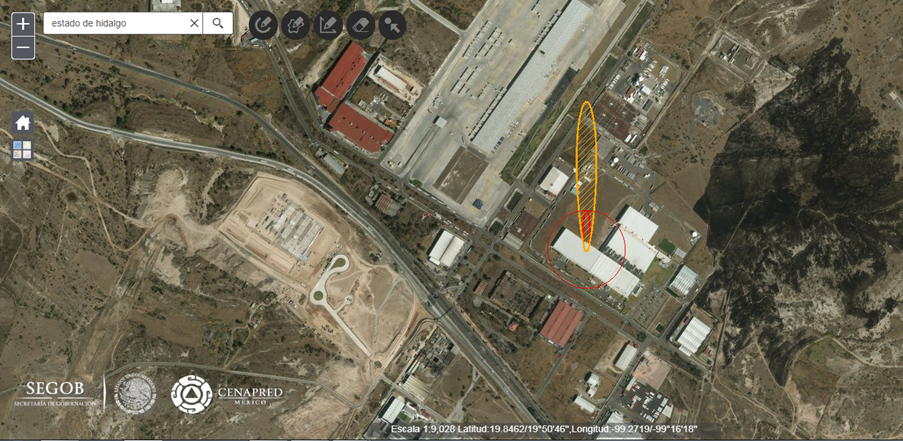 estado de hidalgo
SEGOB
SECRETARÍA DE GOBERNACIÓN
CENAPRED
MÉXICO
Escala 1:9,028 Latitud:19.8462/19°50'46",Longitud:-99.2719/-99°16'18"